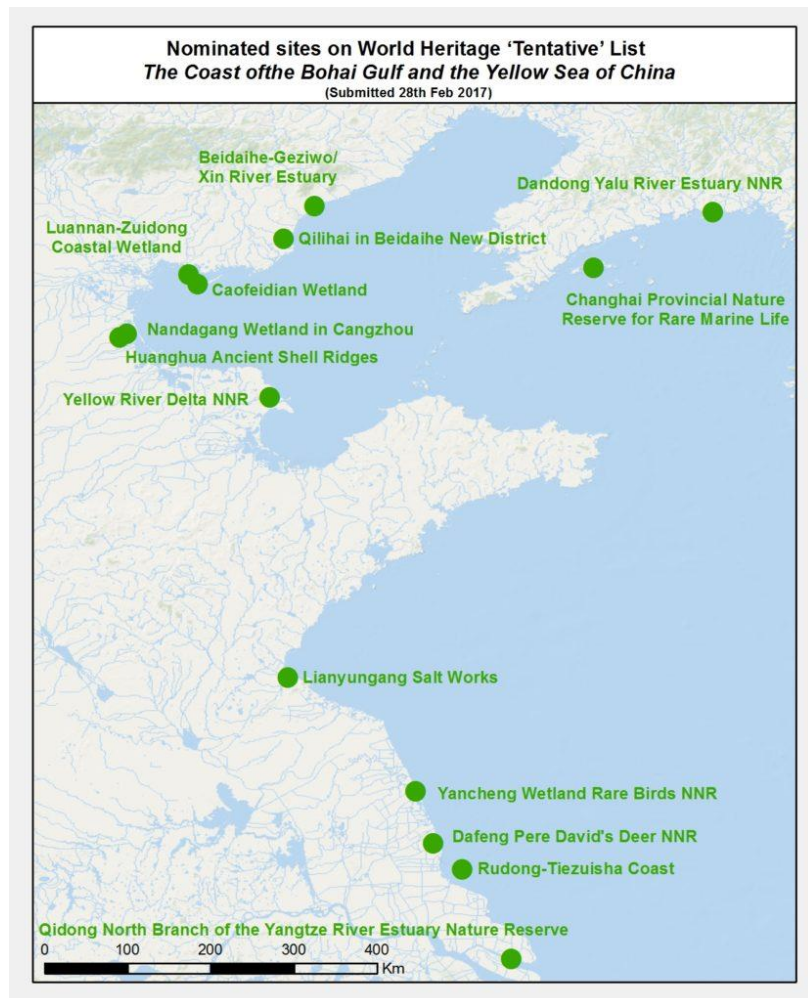 Nominated sites on World Heritage ‘Tentative’ List
The Coast ofthe Bohai Gulf and the Yellow Sea of China
(Submitted 28th Feb 2017)
Beidaihe-Geziwo/
Xin River Estuary
Dandong Yalu River Estuary NNR
Luannan-Zuidong
Coastal Wetland
Qilihai in Beidaihe New District
Caofeidian Wetland
Changhai Provincial Nature
Reserve for Rare Marine Life
Nandagang Wetland in Cangzhou
Huanghua Ancient Shell Ridges
Yellow River Delta NNR
Lianyungang Salt Works
Yancheng Wetland Rare Birds NNR
Dafeng Pere David's Deer NNR
Rudong-Tiezuisha Coast
Qidong North Branch of the Yangtze River Estuary Nature Reserve
0 100 200 300 400
Km